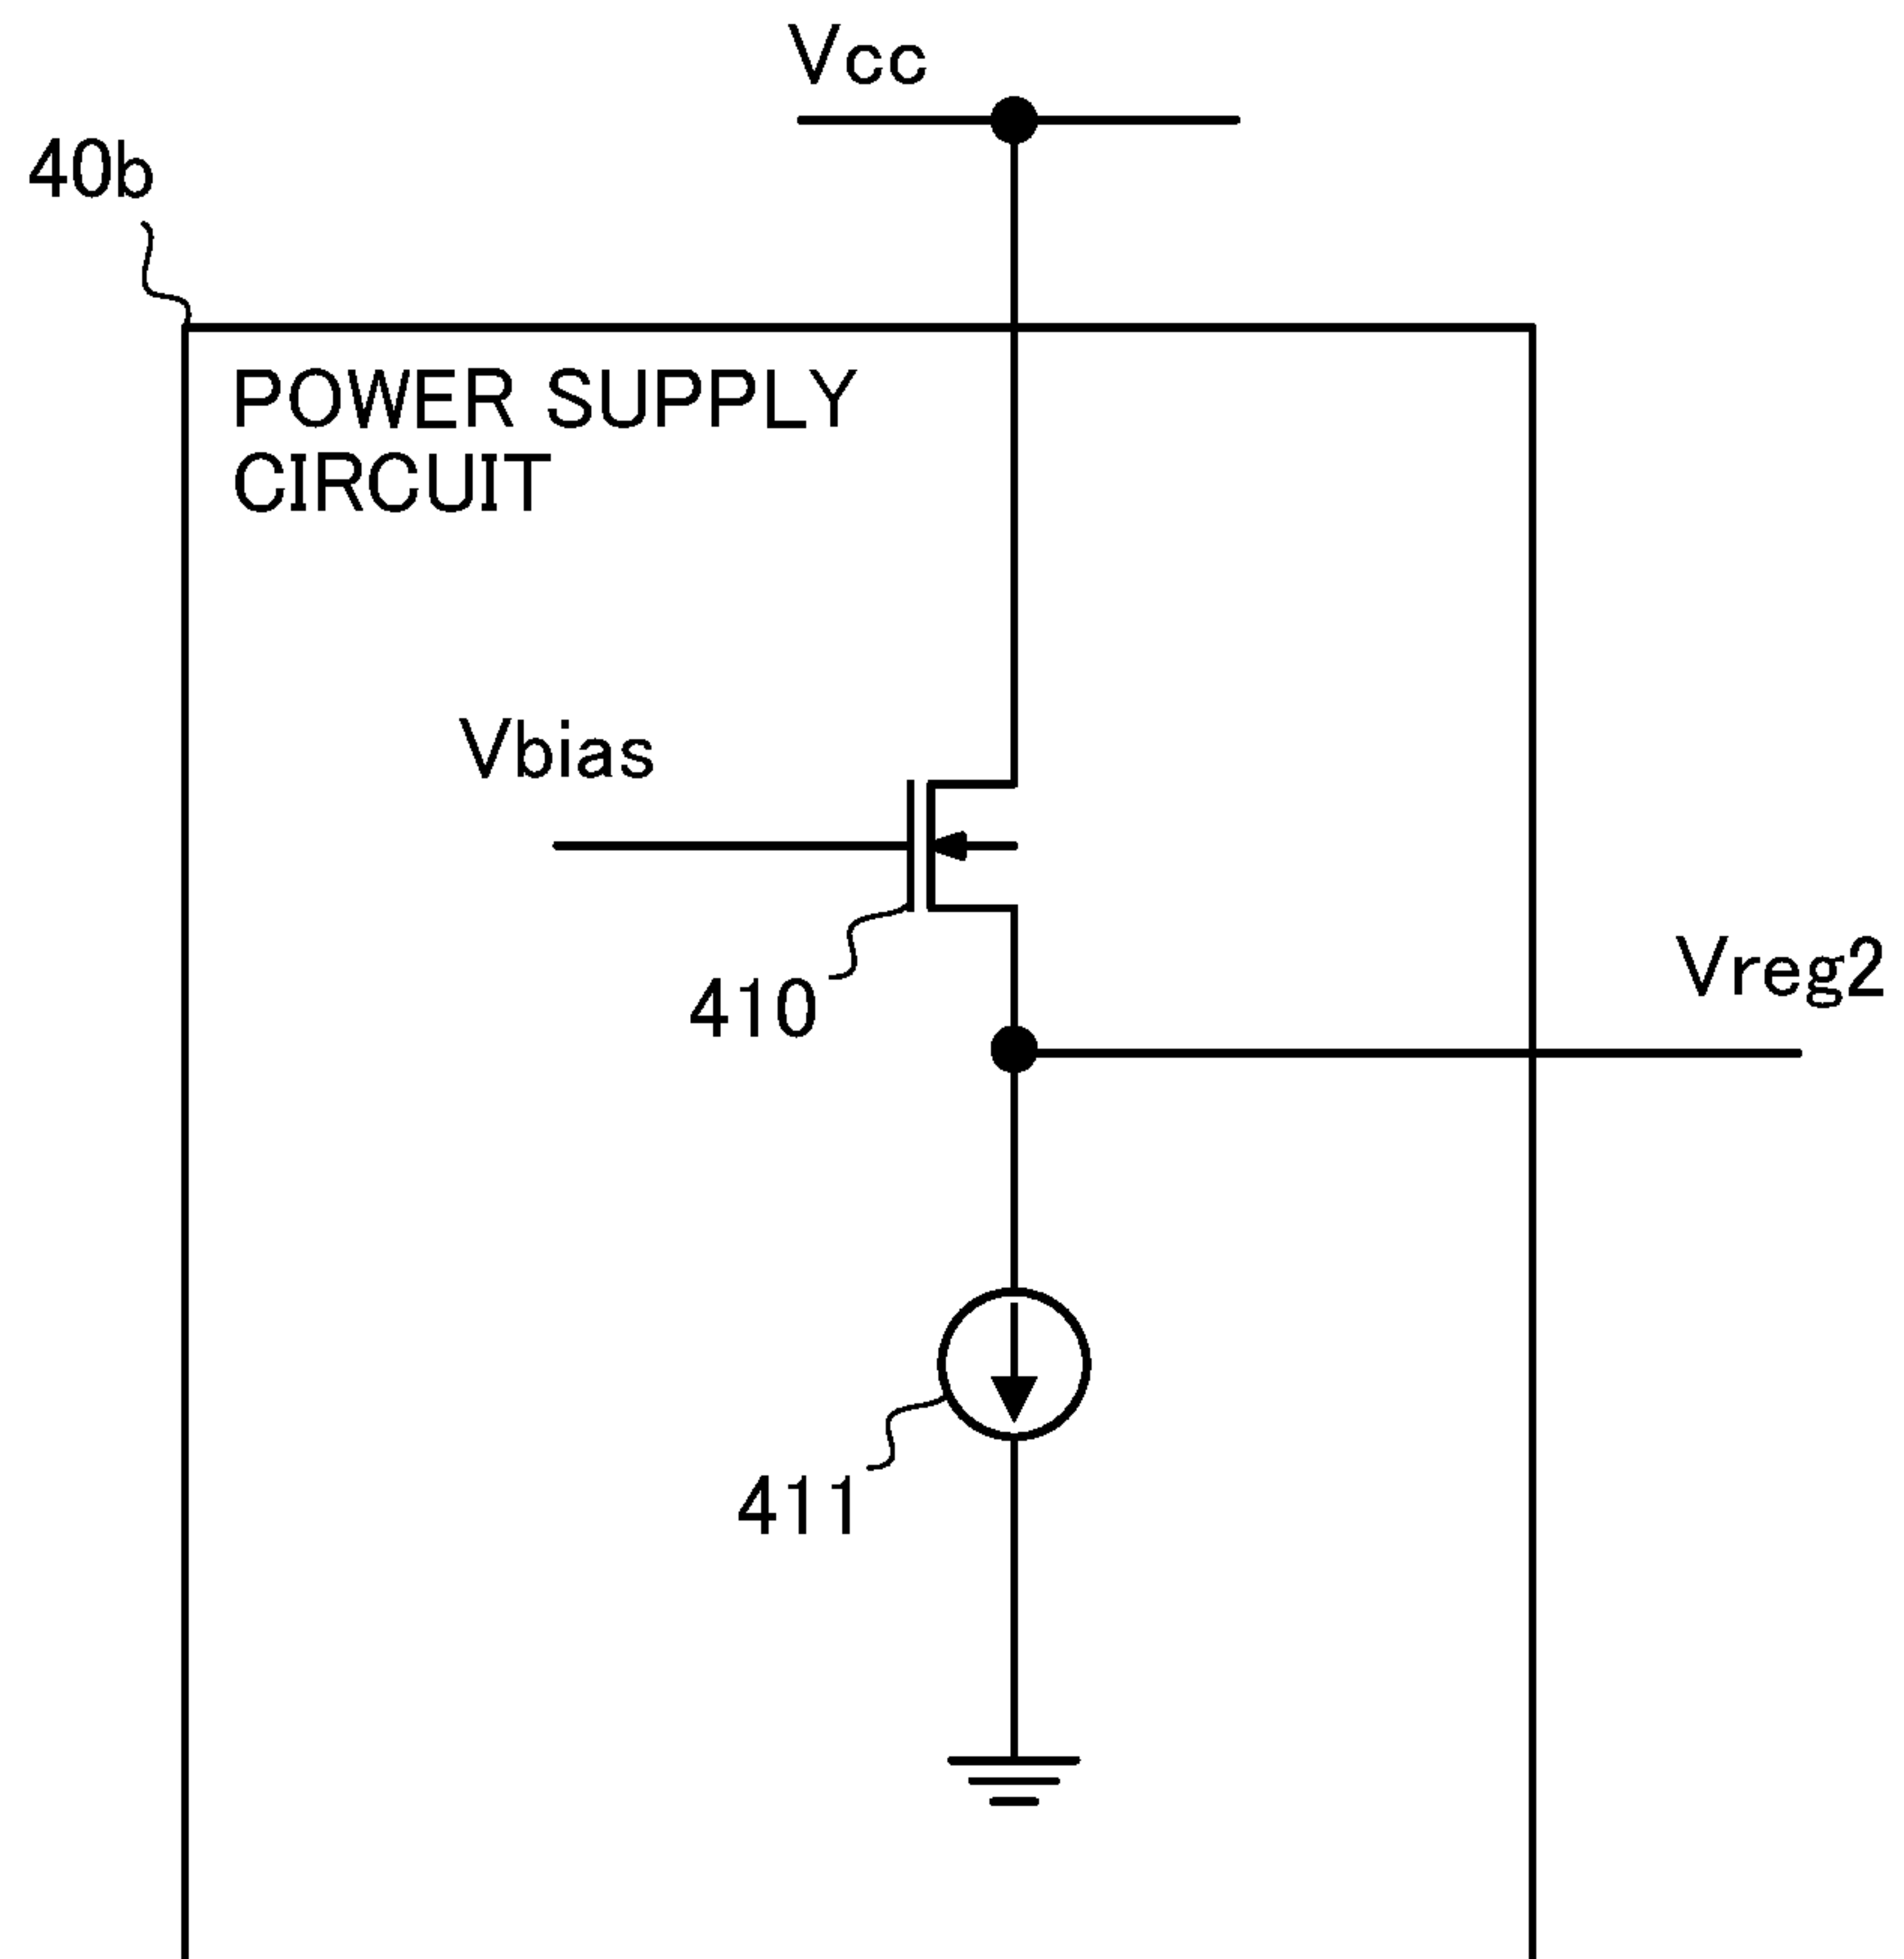 Vcc
40b
POWER SUPPLY
CIRCUIT
Vbias
410
Vreg2
411